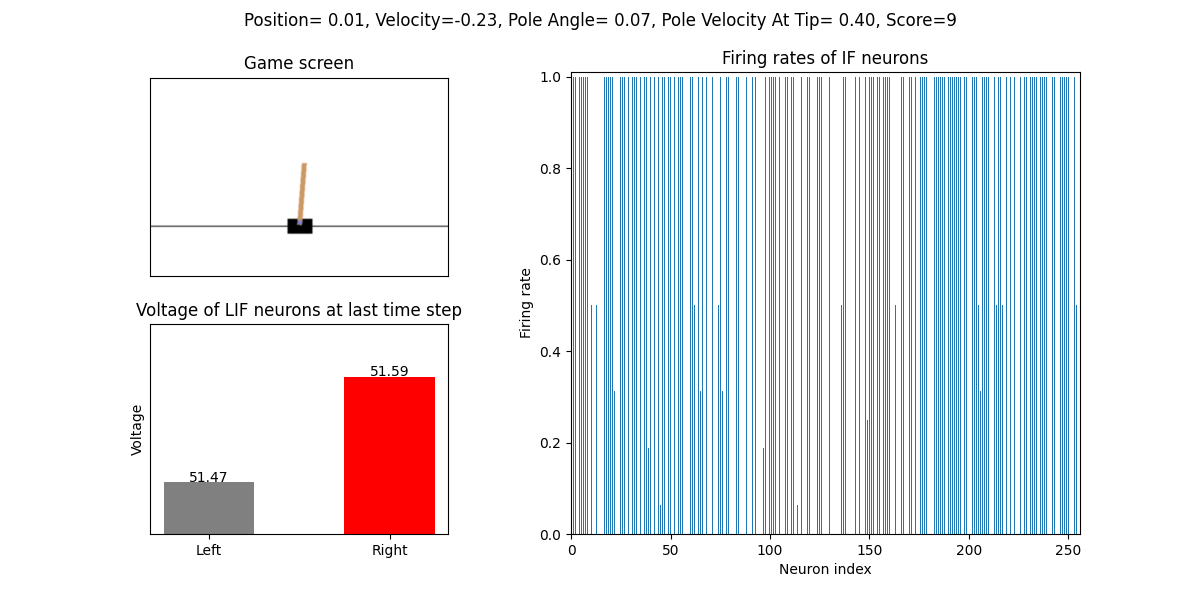 Position= 0.01, Velocity=-0.23, Pole Angle= 0.07, Pole Velocity At Tip= 0.40, Score=9
Game screen
Voltage of LIF neurons at last time step
51.59
51.47
Voltage
Left
Right
Firing rates of IF neurons
1.0
0.8
0.6
0.4
0.2
0.0
Firing rate
0
50
100
150
200
250
Neuron index